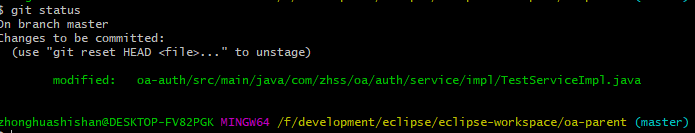 $ git status
On branch master
Changes to be committed:
  (use "git reset HEAD <file>..." to unstage)

        modified:   oa-auth/src/main/java/com/zhss/oa/auth/service/impl/TestServiceImpl.java

zhonghuashishan@DESKTOP-FV82PGK MINGW64 /f/development/eclipse/eclipse-workspace/oa-parent (master)